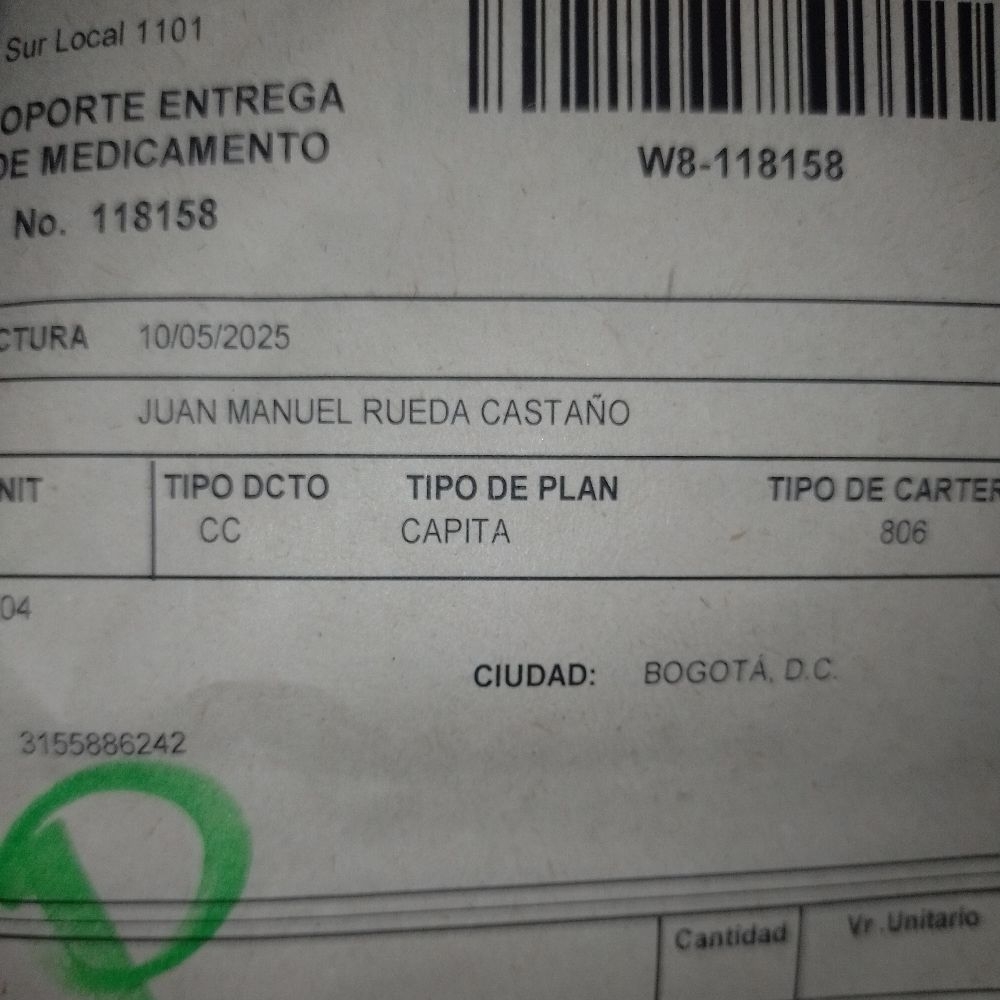 Sur Local 1101
OPORTE ENTREGA
DE MEDICAMENTO
W8-118158
No. 118158
CTURA 10/05/2025
JUAN MANUEL RUEDA CASTAÑO
NIT TIPO DCTO TIPO DE PLAN TIPO DE CARTER
CC CAPITA 806
04
CIUDAD: BOGOTÁ, D.C.
3155886242
Cantidad Vr.Unitario